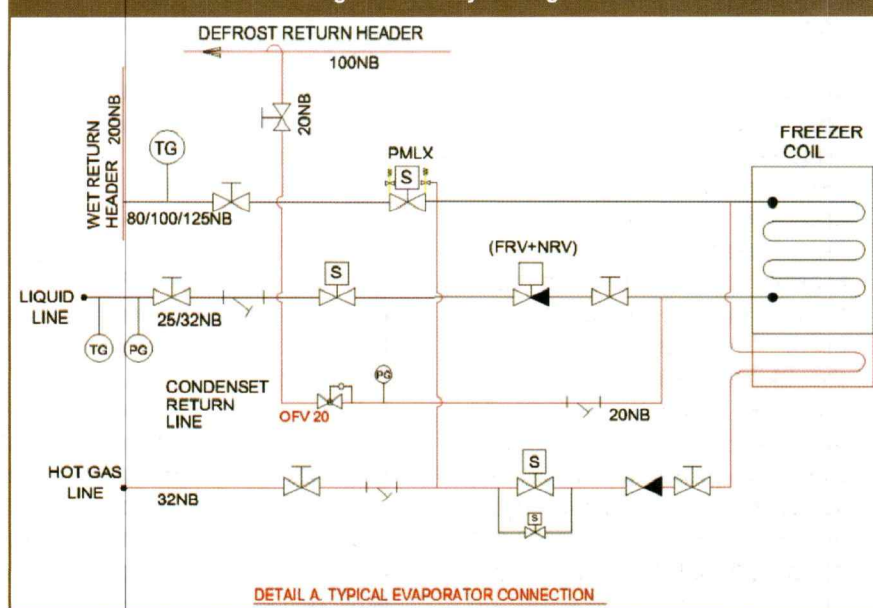 DEFROST RETURN HEADER
100NB
WET RETURN
HEADER 200NB
TG
20NB
PMLX
S
FREEZER
COIL
80/100/125NB
(FRV+NRV)
S
LIQUID
LINE
25/32NB
TG
PG
CONDENSET
RETURN
LINE
PG
OFV 20
20NB
HOT GAS
LINE
32NB
S
S
DETAIL A. TYPICAL EVAPORATOR CONNECTION